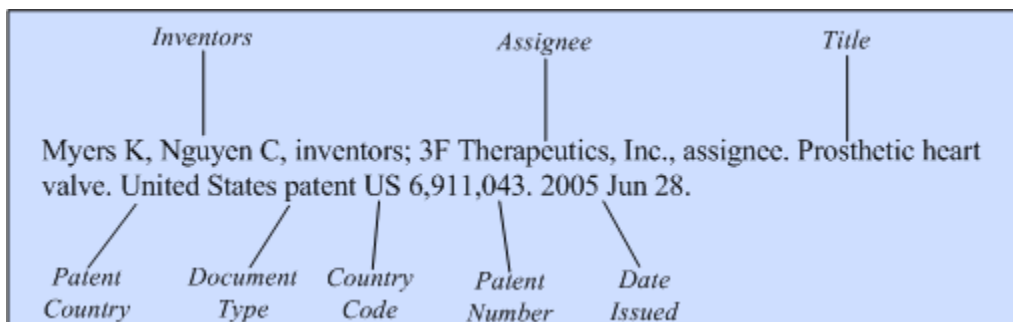 Inventors Assignee Title
Myers K, Nguyen C, inventors; 3F Therapeutics, Inc., assignee. Prosthetic heart
valve. United States patent US 6,911,043. 2005 Jun 28.
Patent Document Country Patent Date
Country Type Code Number Issued